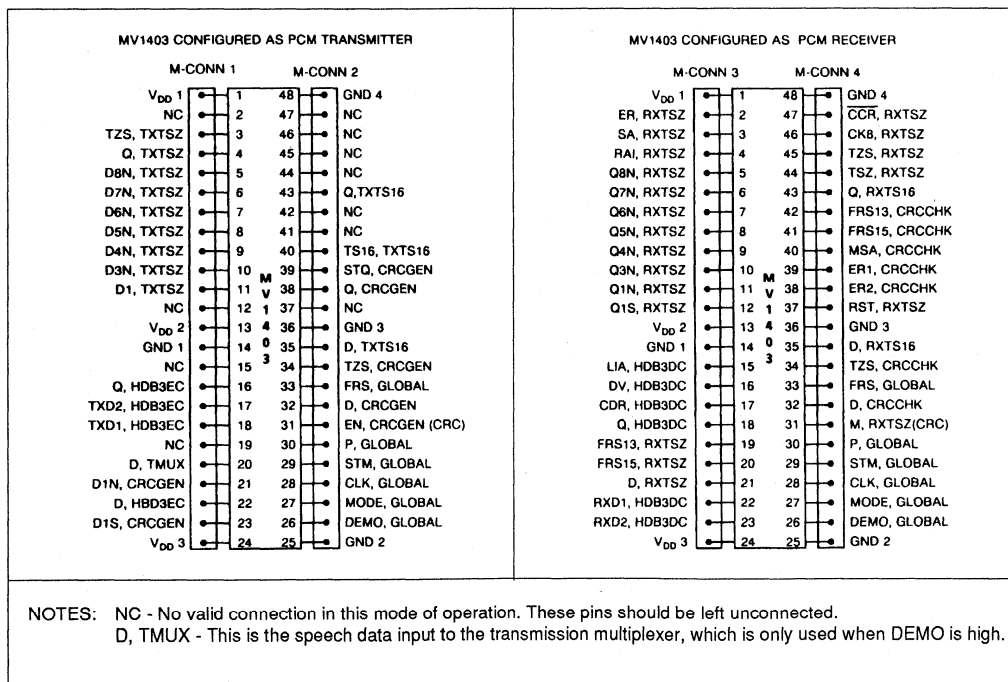 MV1403 CONFIGURED AS PCM TRANSMITTER
M-CONN 1 M-CONN 2
VDD 1 1 48 GND 4
NC 2 47 NC
TZS, TXTSZ 3 46 NC
Q, TXTSZ 4 45 NC
D8N, TXTSZ 5 44 NC
D7N, TXTSZ 6 43 Q,TXTS16
D6N, TXTSZ 7 42 NC
D5N, TXTSZ 8 41 NC
D4N, TXTSZ 9 40 TS16, TXTS16
D3N, TXTSZ 10 39 STQ, CRCGEN
D1, TXTSZ 11 38 Q, CRCGEN
NC 12 37 NC
VDD 2 13 36 GND 3
GND 1 14 35 D, TXTS16
NC 15 34 TZS, CRCGEN
Q, HDB3EC 16 33 FRS, GLOBAL
TXD2, HDB3EC 17 32 D, CRCGEN
TXD1, HDB3EC 18 31 EN, CRCGEN (CRC)
NC 19 30 P, GLOBAL
D, TMUX 20 29 STM, GLOBAL
D1N, CRCGEN 21 28 CLK, GLOBAL
D, HBD3EC 22 27 MODE, GLOBAL
D1S, CRCGEN 23 26 DEMO, GLOBAL
VDD 3 24 25 GND 2
MV1403
MV1403 CONFIGURED AS PCM RECEIVER
M-CONN 3 M-CONN 4
VDD 1 1 48 GND 4
ER, RXTSZ 2 47 CCR, RXTSZ
SA, RXTSZ 3 46 CK8, RXTSZ
RAI, RXTSZ 4 45 TZS, RXTSZ
Q8N, RXTSZ 5 44 TSZ, RXTSZ
Q7N, RXTSZ 6 43 Q, RXTS16
Q6N, RXTSZ 7 42 FRS13, CRCCHK
Q5N, RXTSZ 8 41 FRS15, CRCCHK
Q4N, RXTSZ 9 40 MSA, CRCCHK
Q3N, RXTSZ 10 39 ER1, CRCCHK
Q1N, RXTSZ 11 38 ER2, CRCCHK
Q1S, RXTSZ 12 37 RST, RXTSZ
VDD 2 13 36 GND 3
GND 1 14 35 D, RXTS16
LIA, HDB3DC 15 34 TZS, CRCCHK
DV, HDB3DC 16 33 FRS, GLOBAL
CDR, HDB3DC 17 32 D, CRCCHK
Q, HDB3DC 18 31 M, RXTSZ(CRC)
FRS13, RXTSZ 19 30 P, GLOBAL
FRS15, RXTSZ 20 29 STM, GLOBAL
D, RXTSZ 21 28 CLK, GLOBAL
RXD1, HDB3DC 22 27 MODE, GLOBAL
RXD2, HDB3DC 23 26 DEMO, GLOBAL
VDD 3 24 25 GND 2
MV1403
NOTES: NC - No valid connection in this mode of operation. These pins should be left unconnected.
D, TMUX - This is the speech data input to the transmission multiplexer, which is only used when DEMO is high.